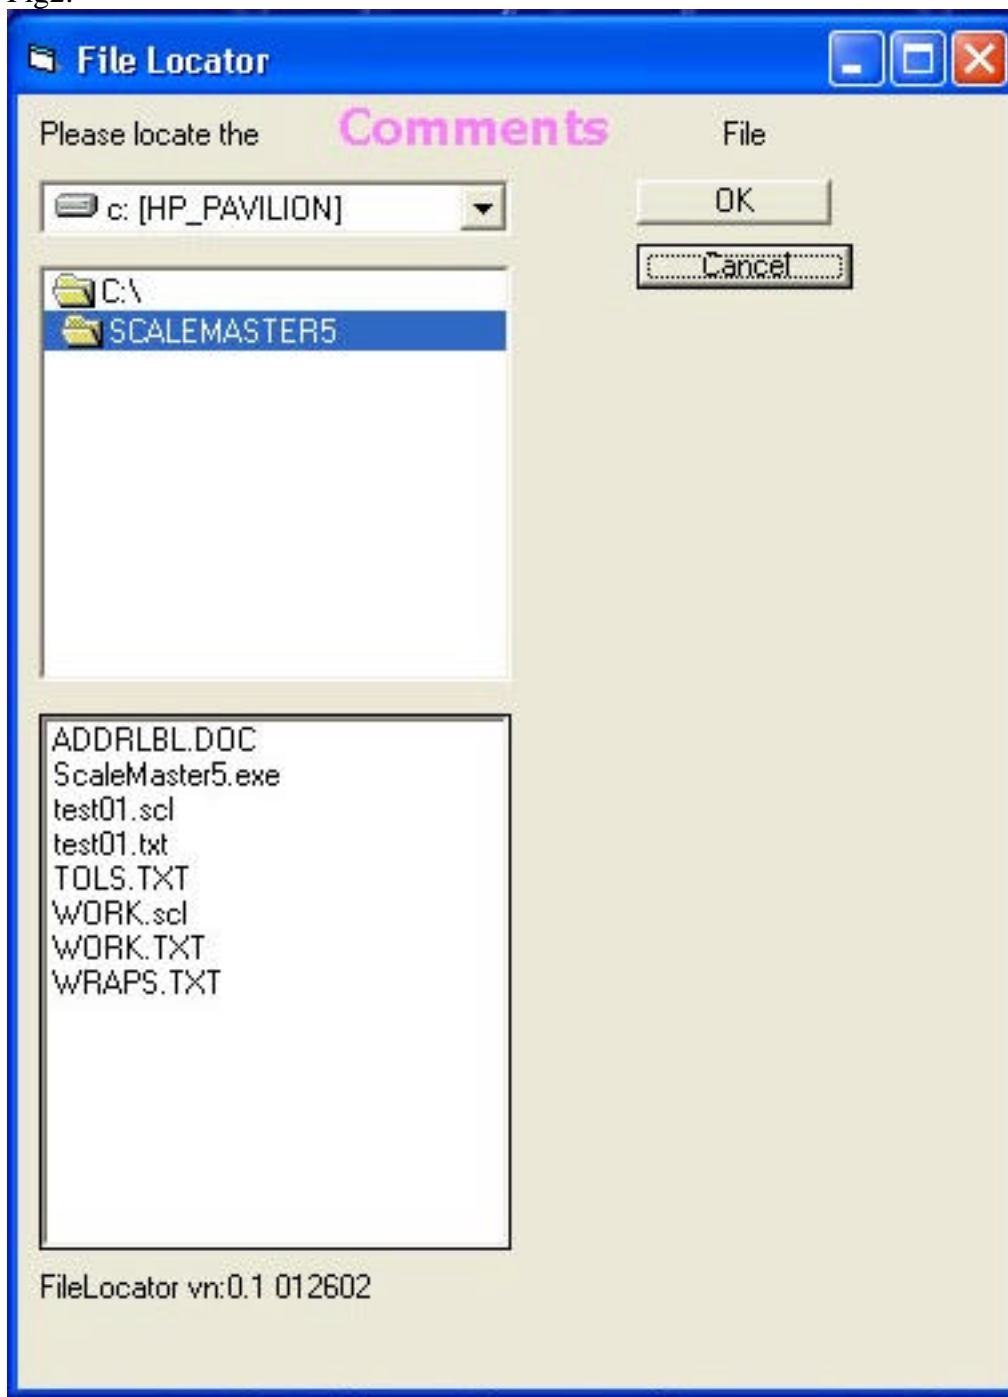 Fig2.
File Locator
Please locate the Comments File
c: [HP_PAVILION]
OK
Cancel
C:\
SCALEMASTER5
ADDRLBL.DOC
ScaleMaster5.exe
test01.scl
test01.txt
TOLS.TXT
WORK.scl
WORK.TXT
WRAPS.TXT
FileLocator vn:0.1 012602